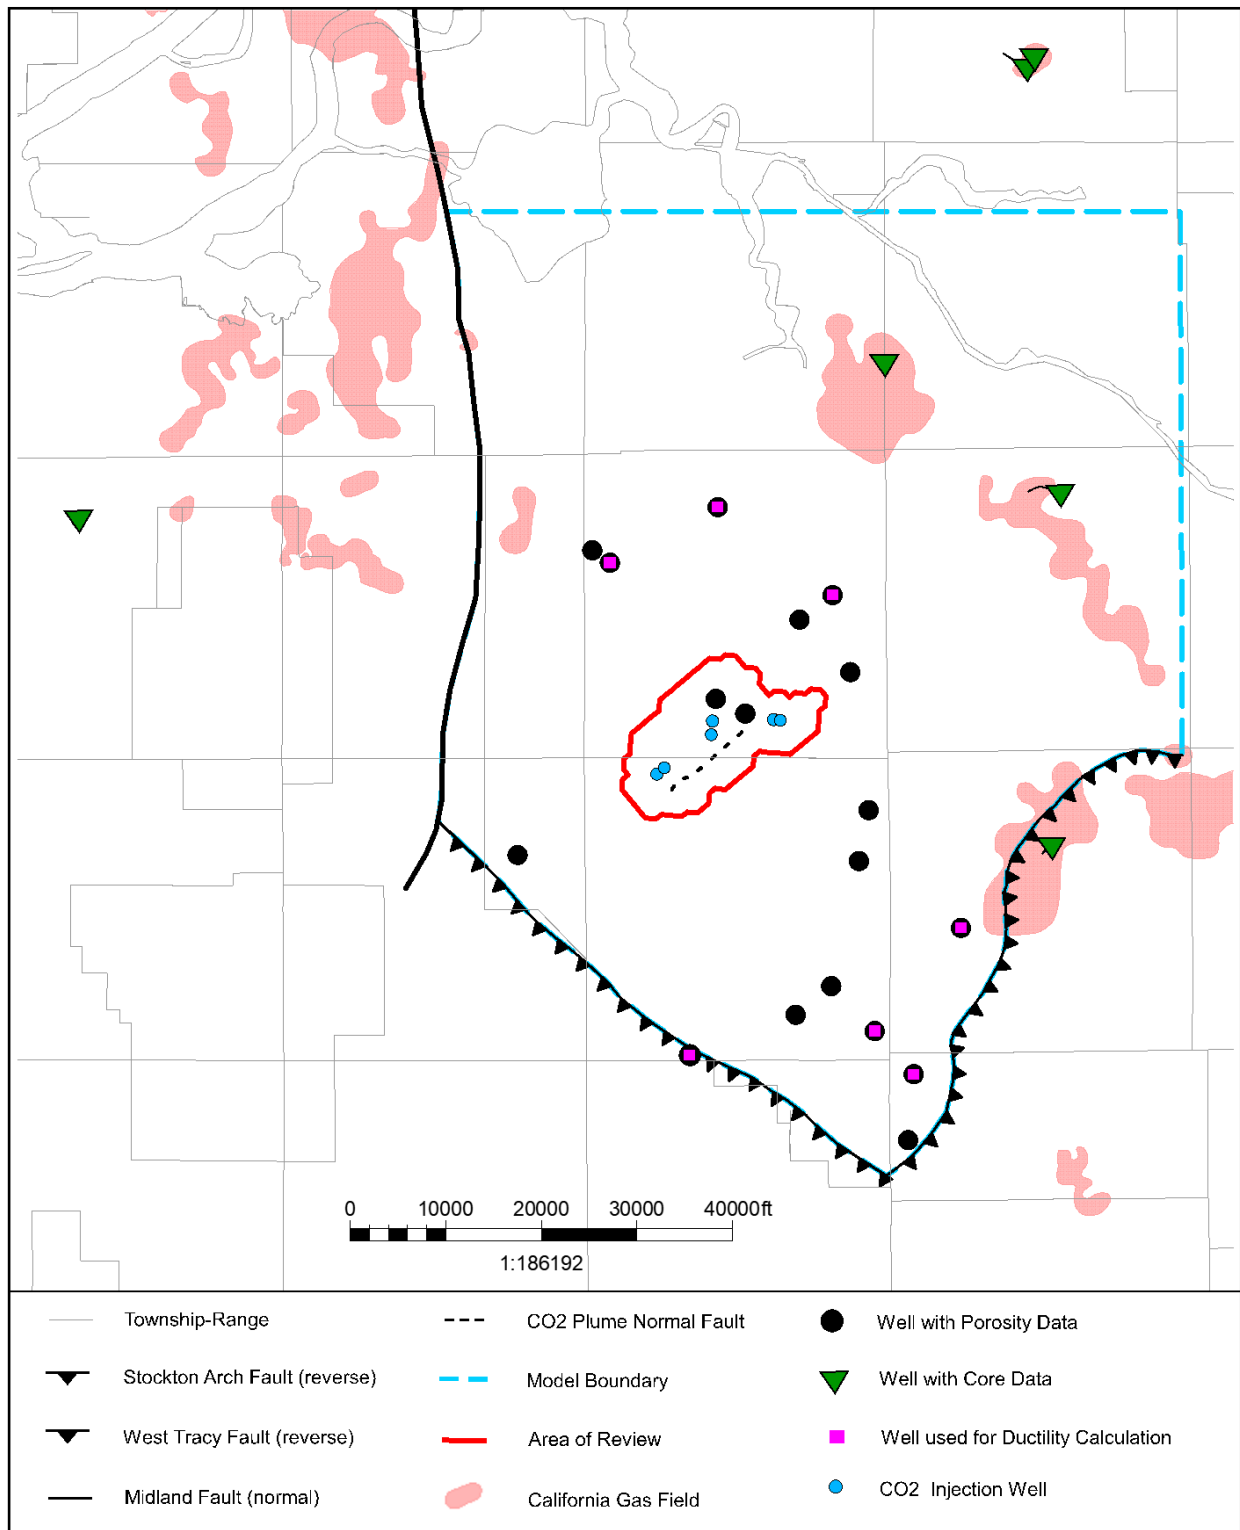 0 10000 20000 30000 40000ft
1:186192
Township-Range
CO2 Plume Normal Fault
Well with Porosity Data
Stockton Arch Fault (reverse)
Model Boundary
Well with Core Data
West Tracy Fault (reverse)
Area of Review
Well used for Ductility Calculation
Midland Fault (normal)
California Gas Field
CO2 Injection Well